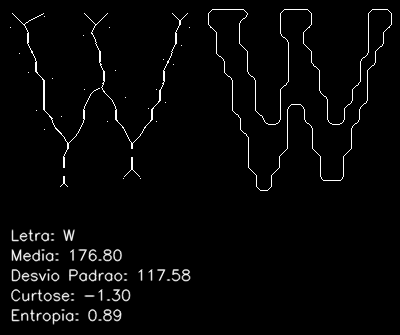 W W
Letra: W
Media: 176.80
Desvio Padrao: 117.58
Curtose: -1.30
Entropia: 0.89